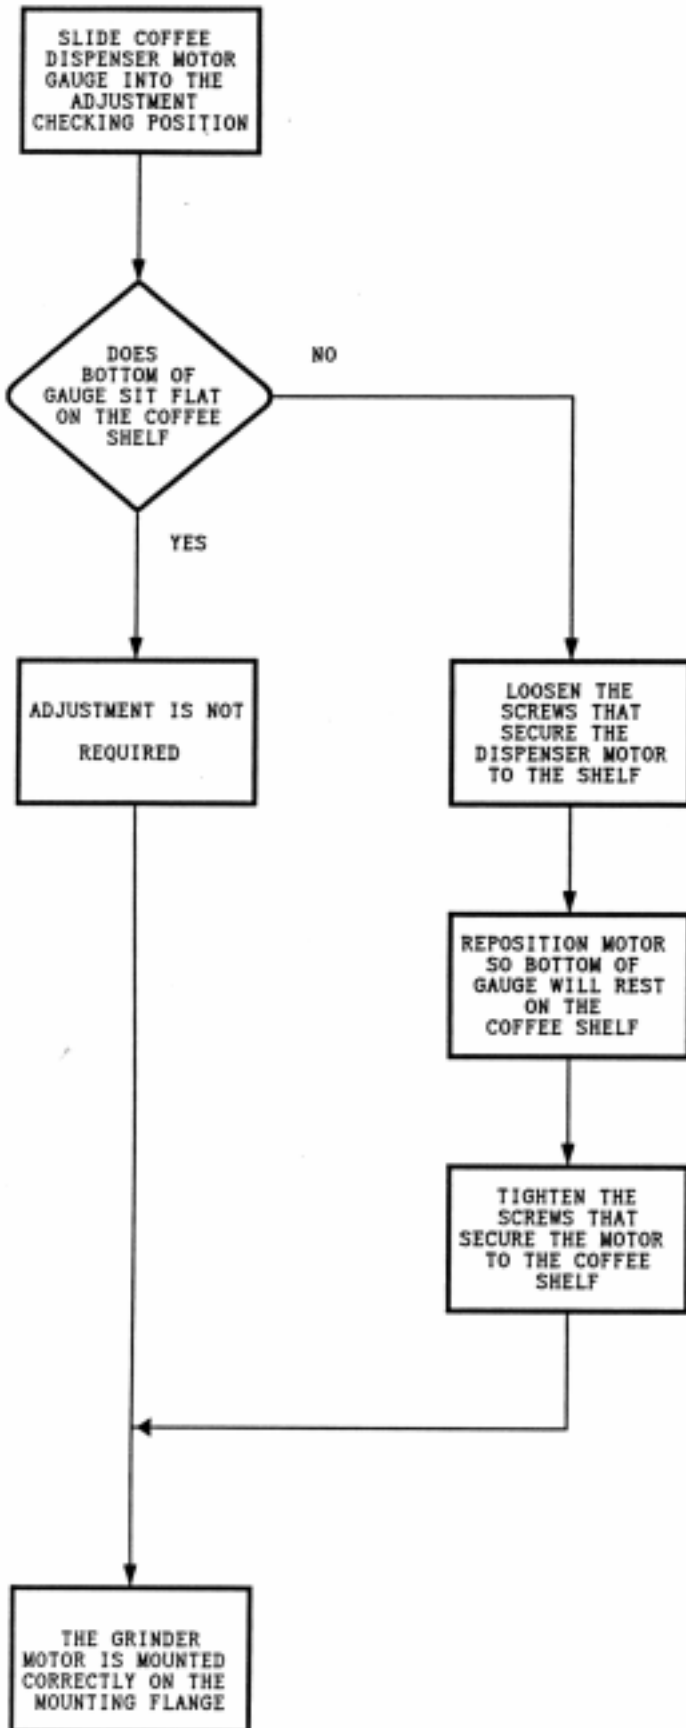 SLIDE COFFEE
DISPENSER MOTOR
GAUGE INTO THE
ADJUSTMENT
CHECKING POSITION
DOES
BOTTOM OF
GAUGE SIT FLAT
ON THE COFFEE
SHELF
NO
YES
ADJUSTMENT IS NOT
REQUIRED
LOOSEN THE
SCREWS THAT
SECURE THE
DISPENSER MOTOR
TO THE SHELF
REPOSITION MOTOR
SO BOTTOM OF
GAUGE WILL REST
ON THE
COFFEE SHELF
TIGHTEN THE
SCREWS THAT
SECURE THE MOTOR
TO THE COFFEE
SHELF
THE GRINDER
MOTOR IS MOUNTED
CORRECTLY ON THE
MOUNTING FLANGE